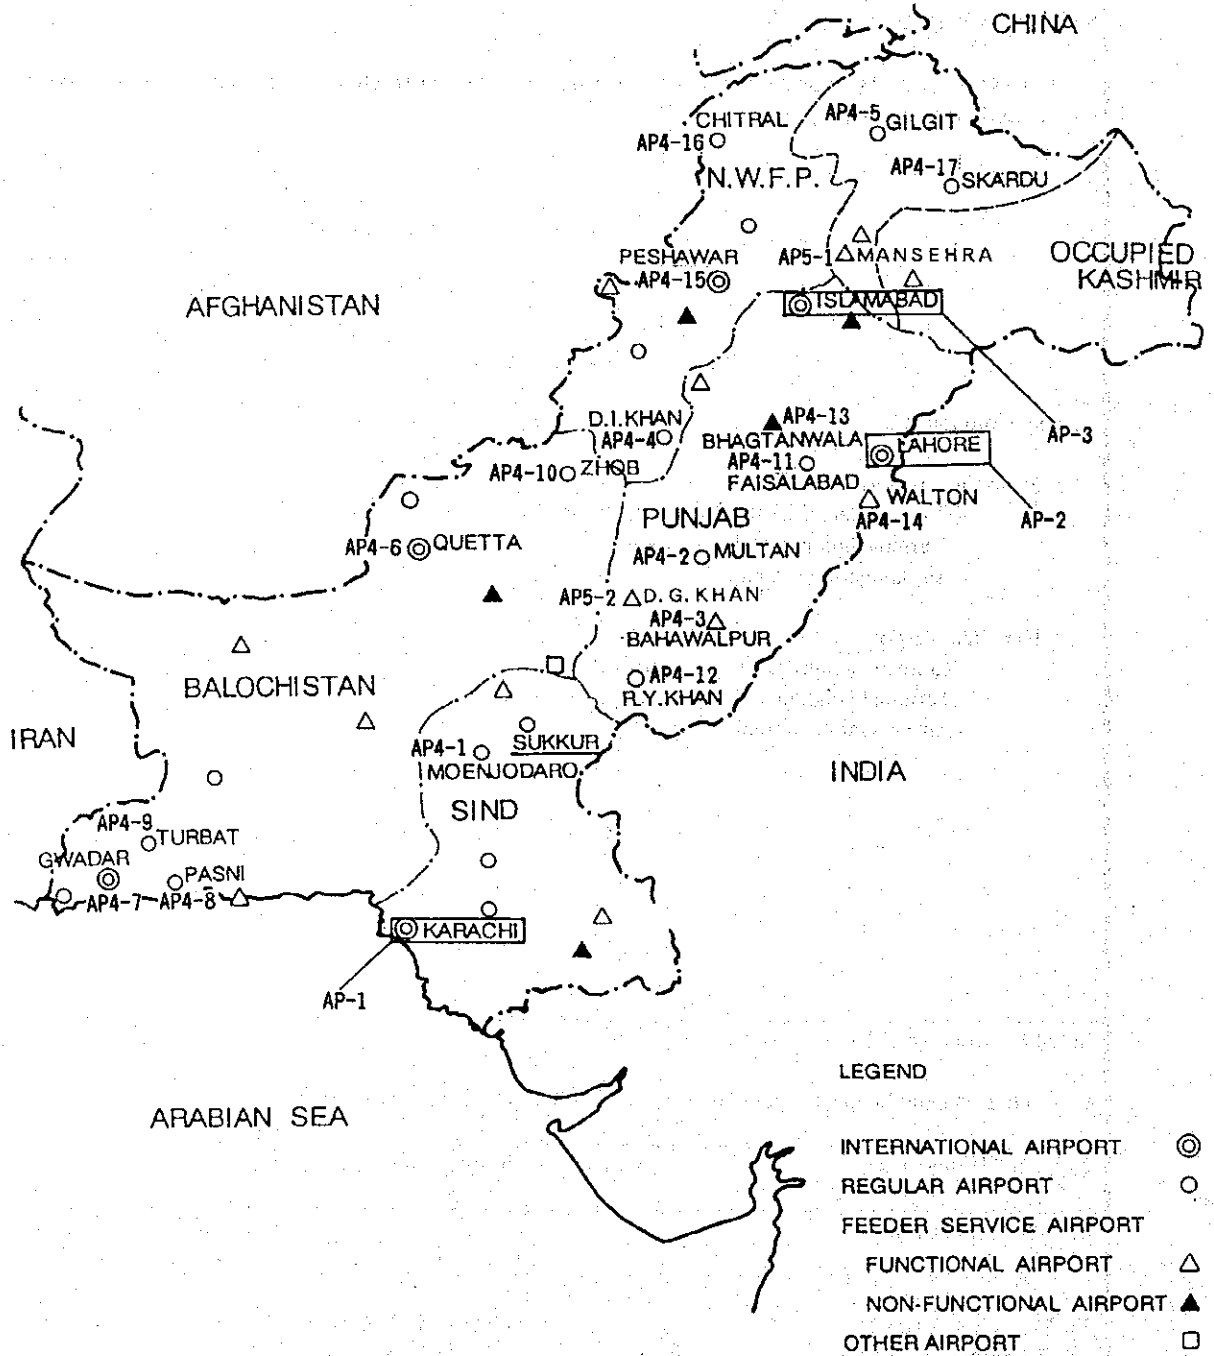 CHINA
AP4-5
CHITRAL
GILGIT
AP4-16
AP4-17
N.W.F.P.
SKARDU
OCCUPIED
KASHMIR
PESHAWAR
AP5-1
MANSEHRA
AP4-15
AFGHANISTAN
ISLAMABAD
D.I.KHAN
AP4-13
AP-3
AP4-4
BHAGTANWALA
LAHORE
AP4-10
ZHOB
AP4-11
FAISALABAD
WALTON
PUNJAB
AP4-14
AP-2
AP4-6
QUETTA
AP4-2
MULTAN
AP5-2
D.G.KHAN
AP4-3
BAHAWALPUR
AP4-12
BALOCHISTAN
R.Y.KHAN
IRAN
SUKKUR
AP4-1
MOENJODARO
INDIA
SIND
AP4-9
TURBAT
GWADAR
PASNI
AP4-7
AP4-8
KARACHI
AP-1
ARABIAN SEA
LEGEND
INTERNATIONAL AIRPORT
REGULAR AIRPORT
FEEDER SERVICE AIRPORT
FUNCTIONAL AIRPORT
NON-FUNCTIONAL AIRPORT
OTHER AIRPORT